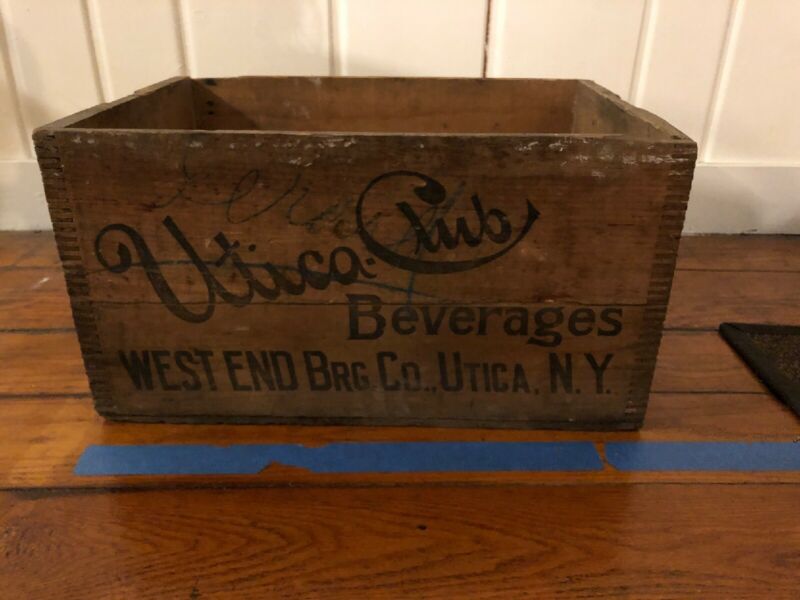 Utica-Club
Beverages
WEST END BRG. CO., UTICA, N.Y.